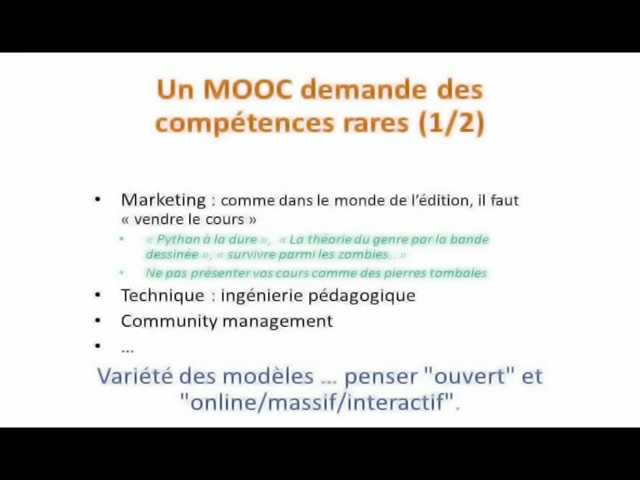 Un MOOC demande des
compétences rares (1/2)
• Marketing : comme dans le monde de l'édition, il faut
« vendre le cours »
• « Python à la dure », « La théorie du genre par la bande
dessinée », « survivre parmi les zombies.. »
• Ne pas présenter vos cours comme des pierres tombales
• Technique : ingénierie pédagogique
• Community management
• ...
Variété des modèles ... penser "ouvert" et
"online/massif/interactif".